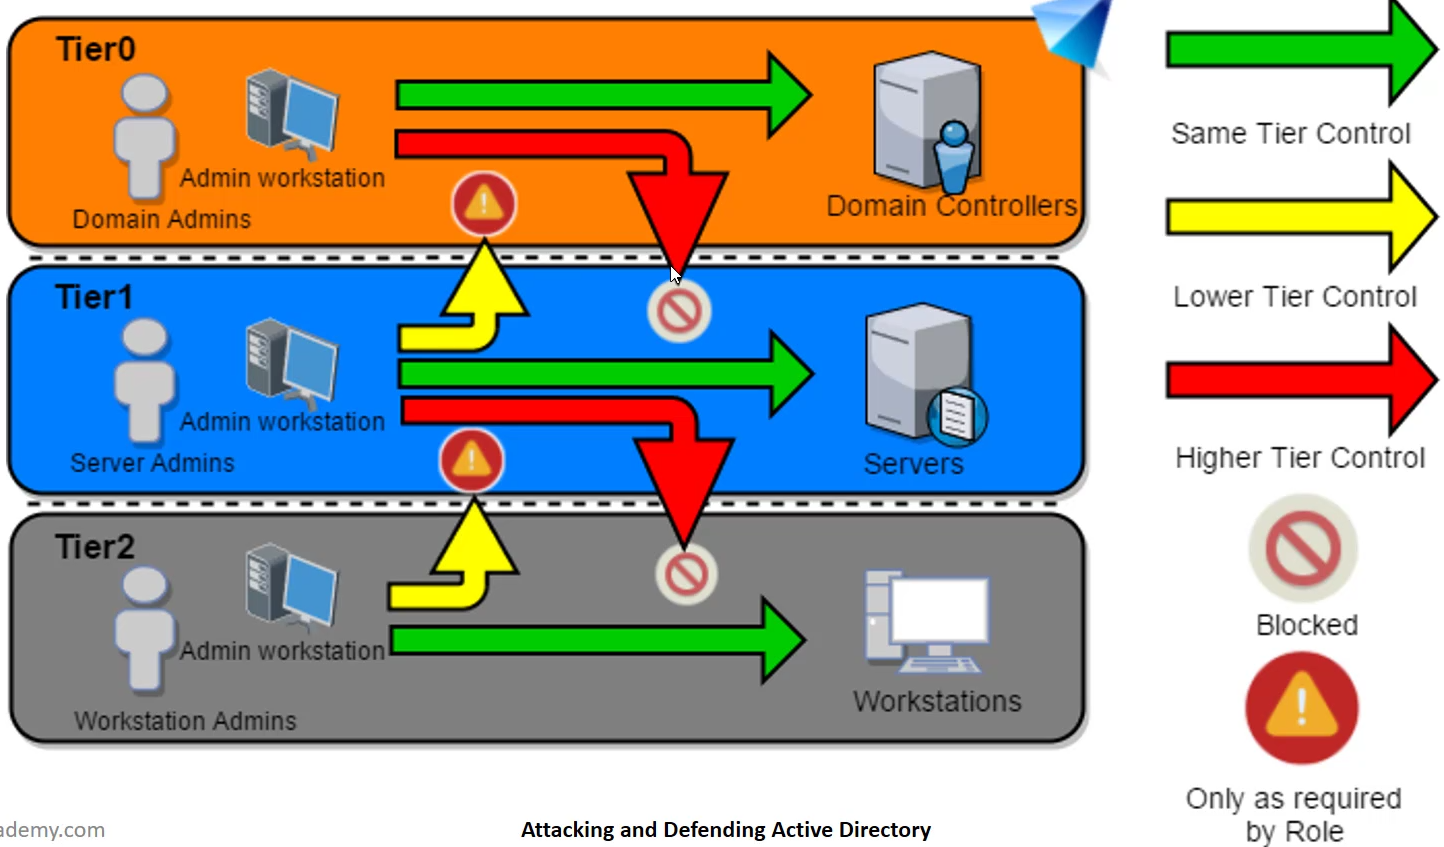 Tier0
Admin workstation
Domain Admins
Domain Controllers
Tier1
Admin workstation
Server Admins
Servers
Tier2
Admin workstation
Workstation Admins
Workstations
Same Tier Control
Lower Tier Control
Higher Tier Control
Blocked
Only as required
by Role
ademy.com
Attacking and Defending Active Directory